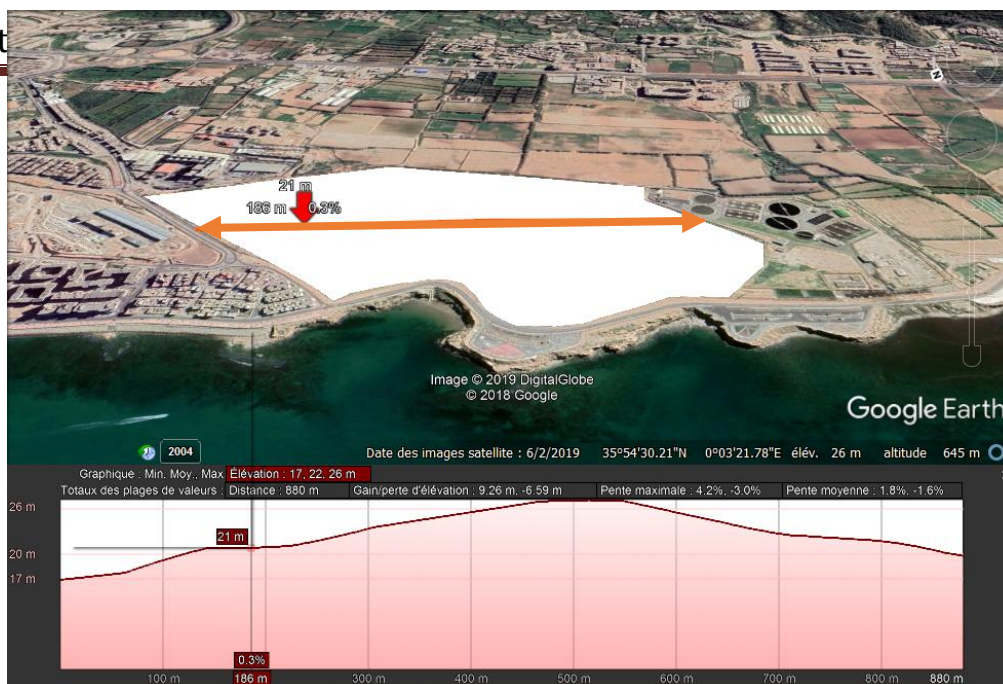 t
N
21 m
186 m 0.3%
Image © 2019 DigitalGlobe
© 2018 Google
Google Earth
2004
Date des images satellite : 6/2/2019 35°54'30.21"N 0°03'21.78"E élév. 26 m altitude 645 m
Graphique : Min. Moy., Max. Élévation : 17, 22, 26 m
Totaux des plages de valeurs : Distance : 880 m Gain/perte d'élévation : 9.26 m, -6.59 m Pente maximale : 4.2%, -3.0% Pente moyenne : 1.8%, -1.6%
26 m
21 m
20 m
17 m
0.3%
100 m 186 m 300 m 400 m 500 m 600 m 700 m 800 m 880 m